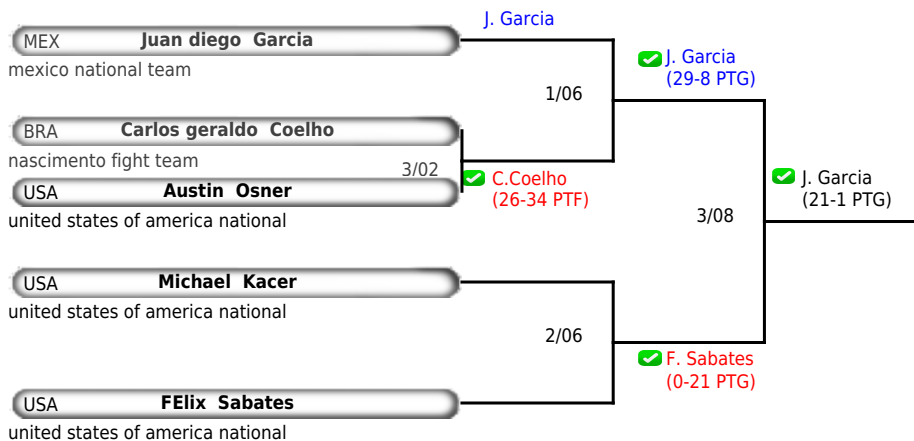 J. Garcia
MEX Juan diego Garcia
mexico national team
J. Garcia
(29-8 PTG)
1/06
BRA Carlos geraldo Coelho
nascimento fight team
3/02
C.Coelho
(26-34 PTF)
USA Austin Osner
united states of america national
J. Garcia
(21-1 PTG)
3/08
USA Michael Kacer
united states of america national
2/06
F. Sabates
(0-21 PTG)
USA FElix Sabates
united states of america national